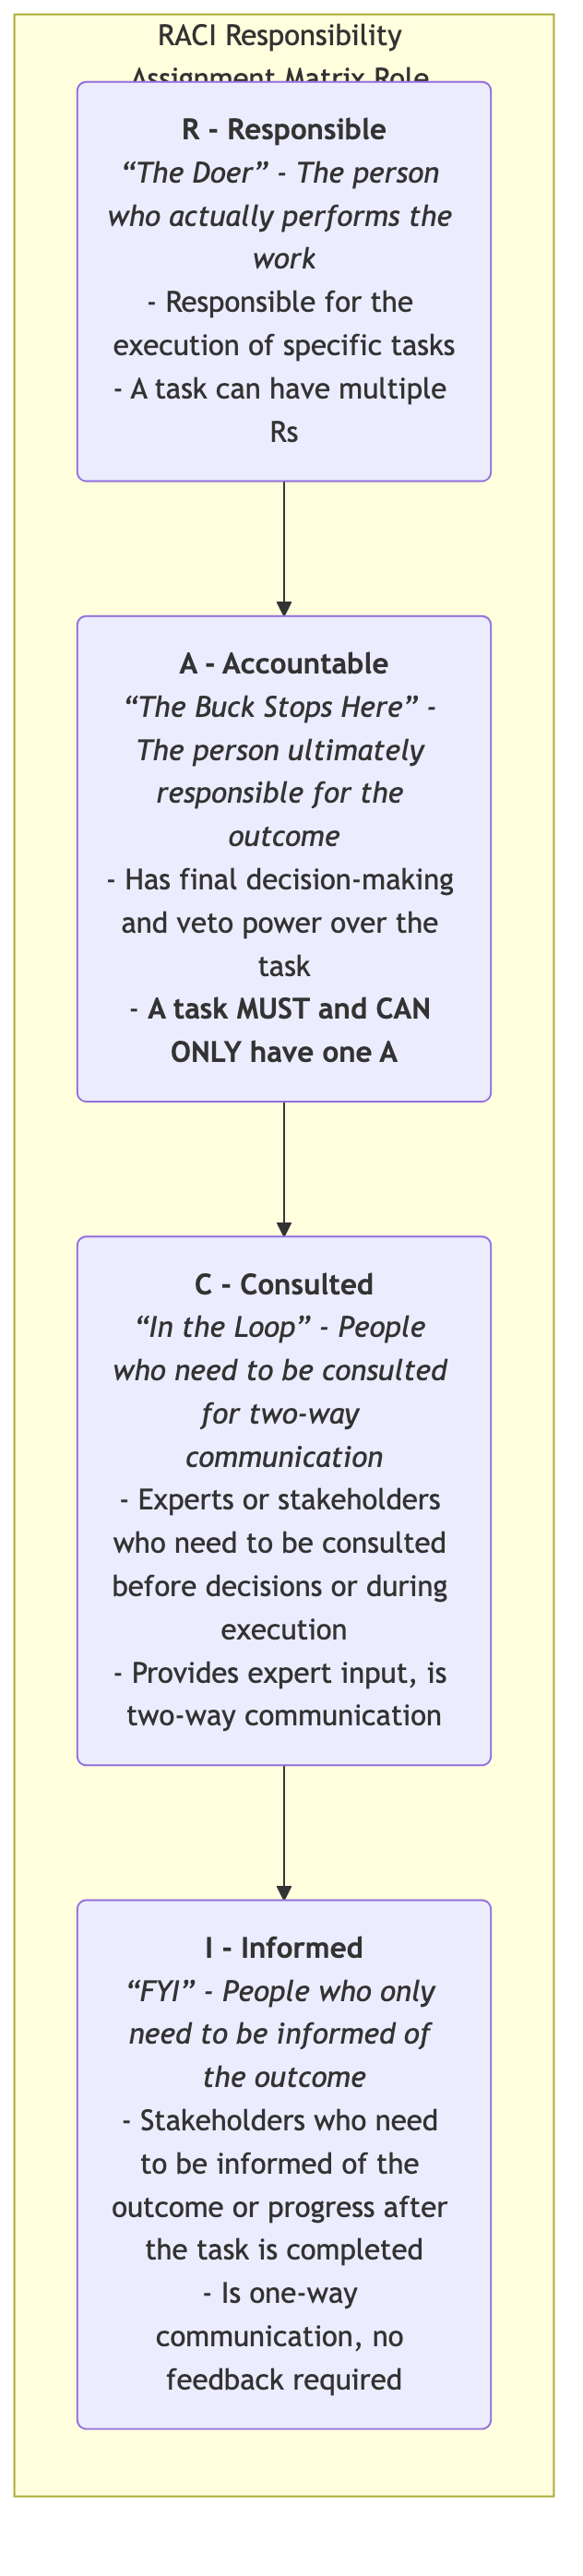 RACI Responsibility
Assignment Matrix Role
R - Responsible
“The Doer” - The person
who actually performs the
work
- Responsible for the
execution of specific tasks
- A task can have multiple
Rs
A - Accountable
“The Buck Stops Here” -
The person ultimately
responsible for the
outcome
- Has final decision-making
and veto power over the
task
- A task MUST and CAN
ONLY have one A
C - Consulted
“In the Loop” - People
who need to be consulted
for two-way
communication
- Experts or stakeholders
who need to be consulted
before decisions or during
execution
- Provides expert input, is
two-way communication
I - Informed
“FYI” - People who only
need to be informed of
the outcome
- Stakeholders who need
to be informed of the
outcome or progress after
the task is completed
- Is one-way
communication, no
feedback required